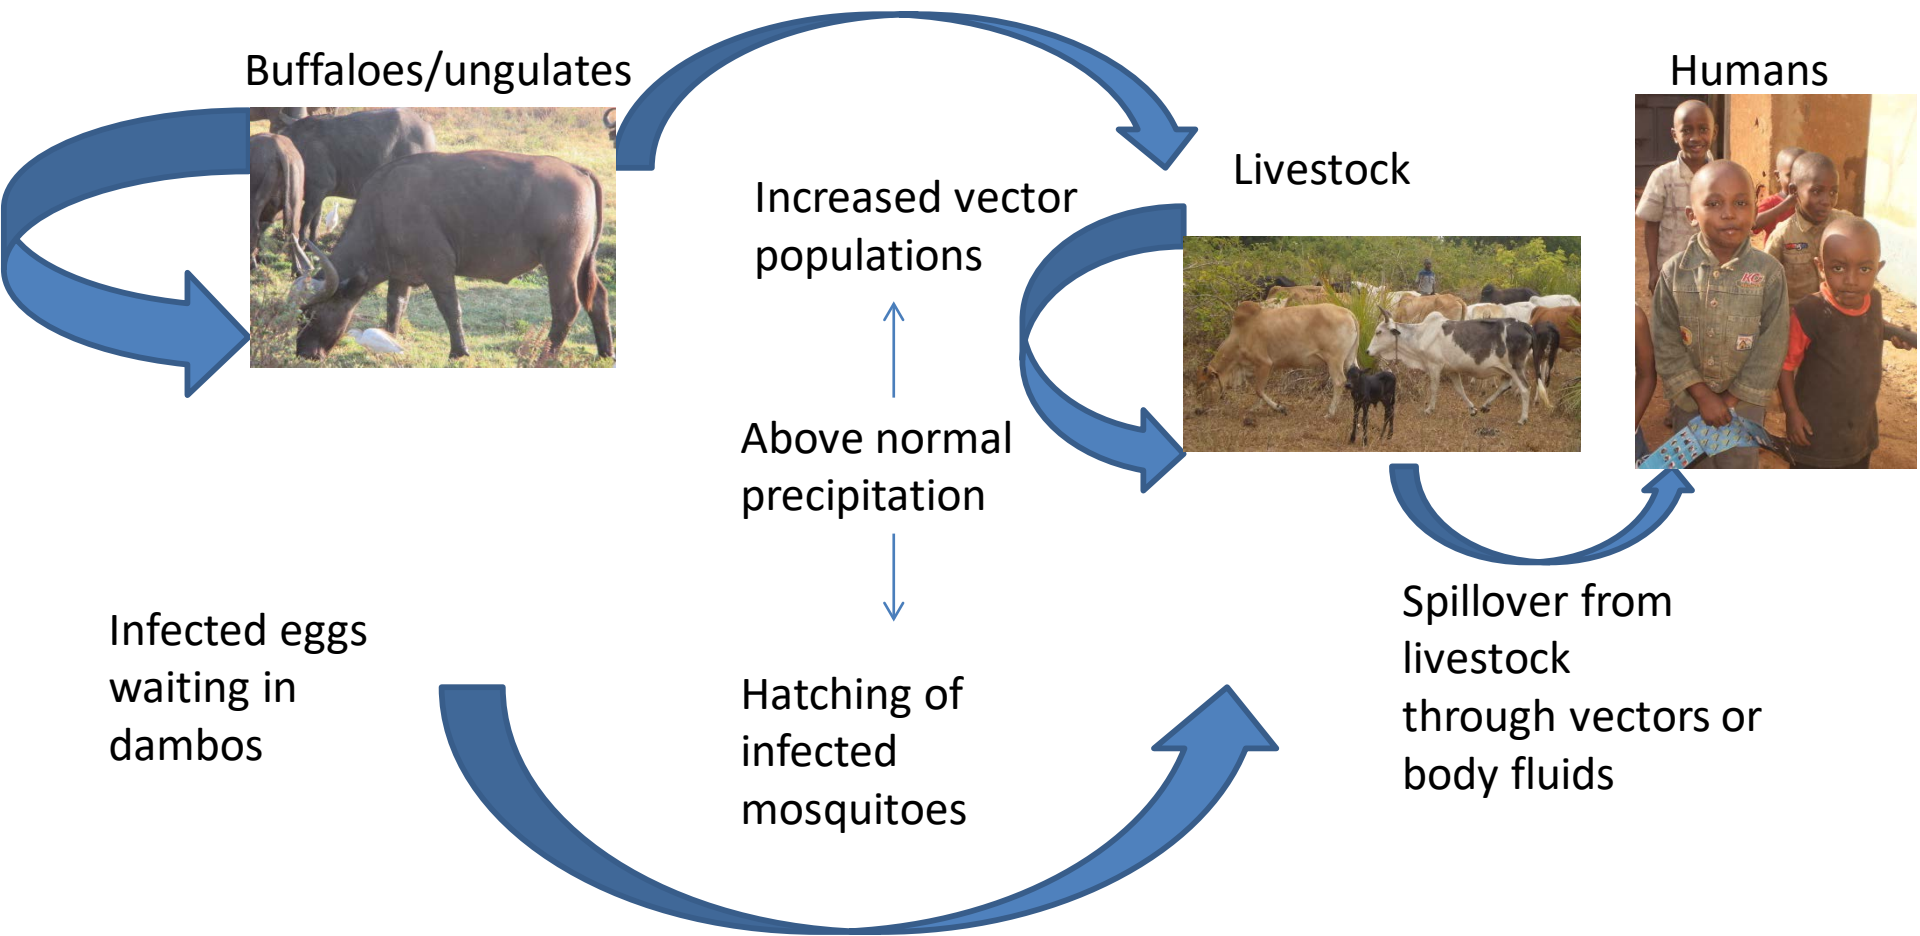 Buffaloes/ungulates
Humans
Livestock
Increased vector
populations
Above normal
precipitation
Infected eggs
waiting in
dambos
Hatching of
infected
mosquitoes
Spillover from
livestock
through vectors or
body fluids